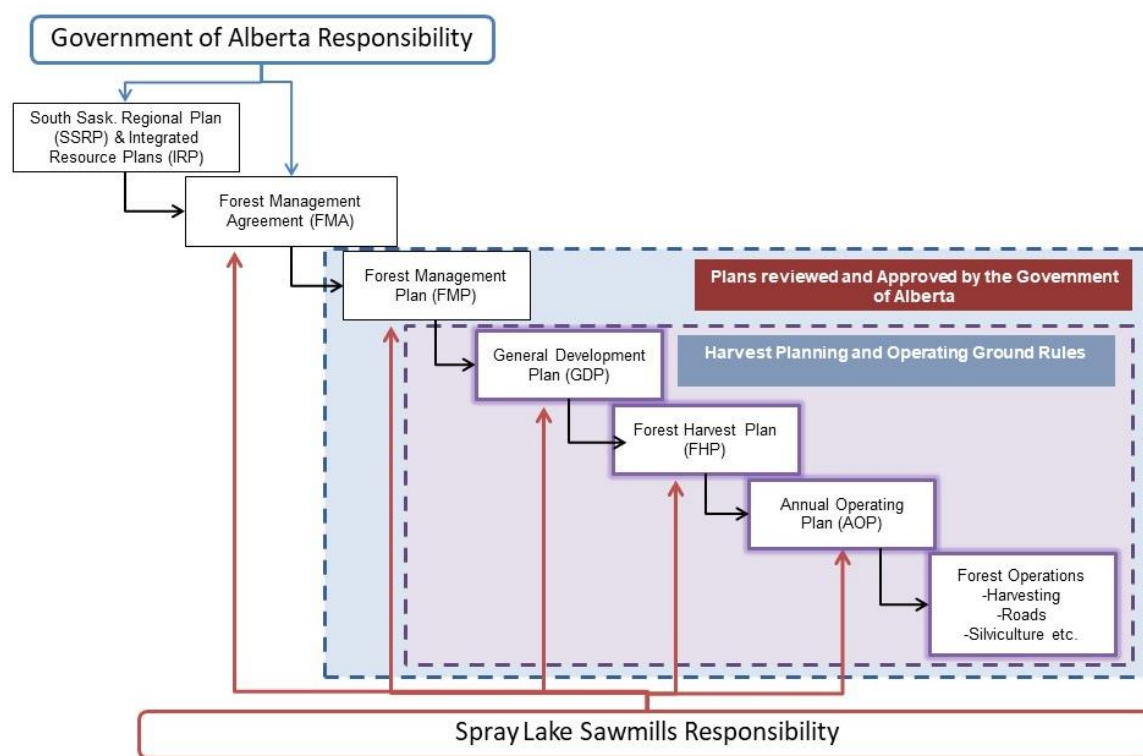 Government of Alberta Responsibility
South Sask. Regional Plan
(SSRP) & Integrated
Resource Plans (IRP)
Forest Management
Agreement (FMA)
Forest Management
Plan (FMP)
Plans reviewed and Approved by the Government
of Alberta
General Development
Plan (GDP)
Harvest Planning and Operating Ground Rules
Forest Harvest Plan
(FHP)
Annual Operating
Plan (AOP)
Forest Operations
-Harvesting
-Roads
-Silviculture etc.
Spray Lake Sawmills Responsibility